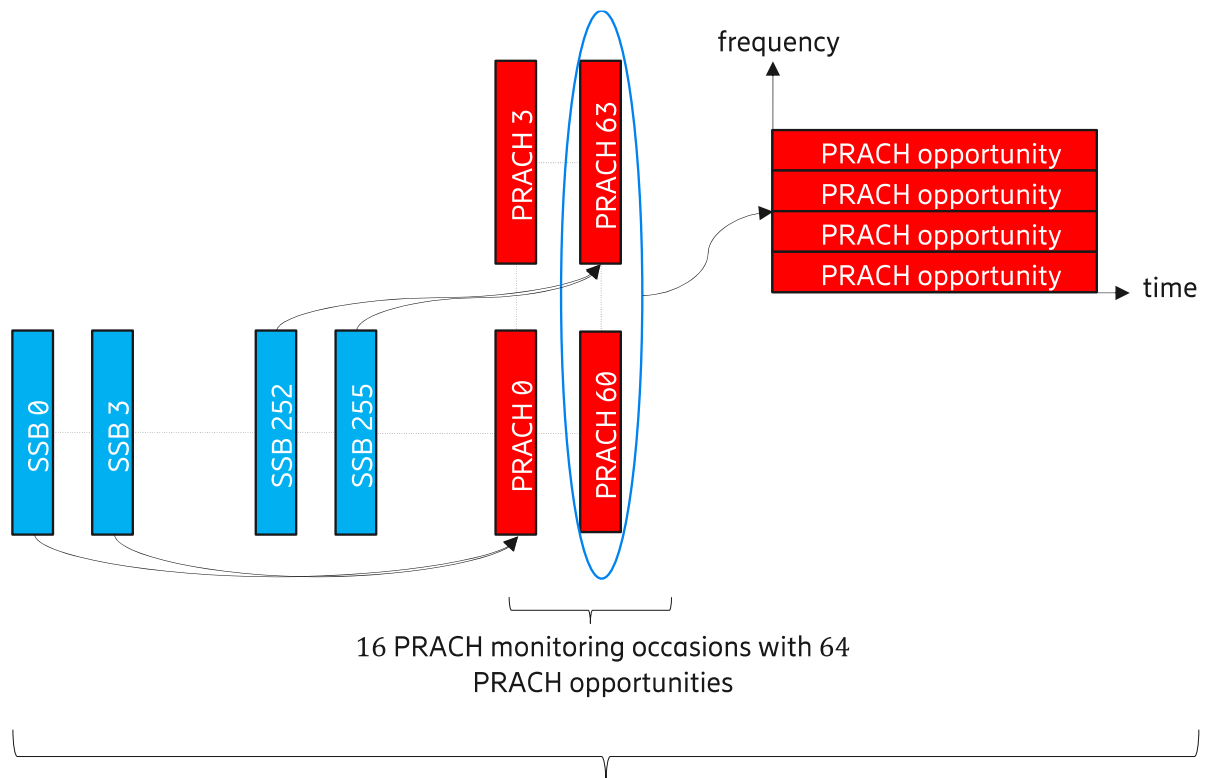 frequency
PRACH 3
PRACH 63
PRACH opportunity
PRACH opportunity
PRACH opportunity
PRACH opportunity
time
SSB 0
SSB 3
SSB 252
SSB 255
PRACH 0
PRACH 60
16 PRACH monitoring occasions with 64
PRACH opportunities